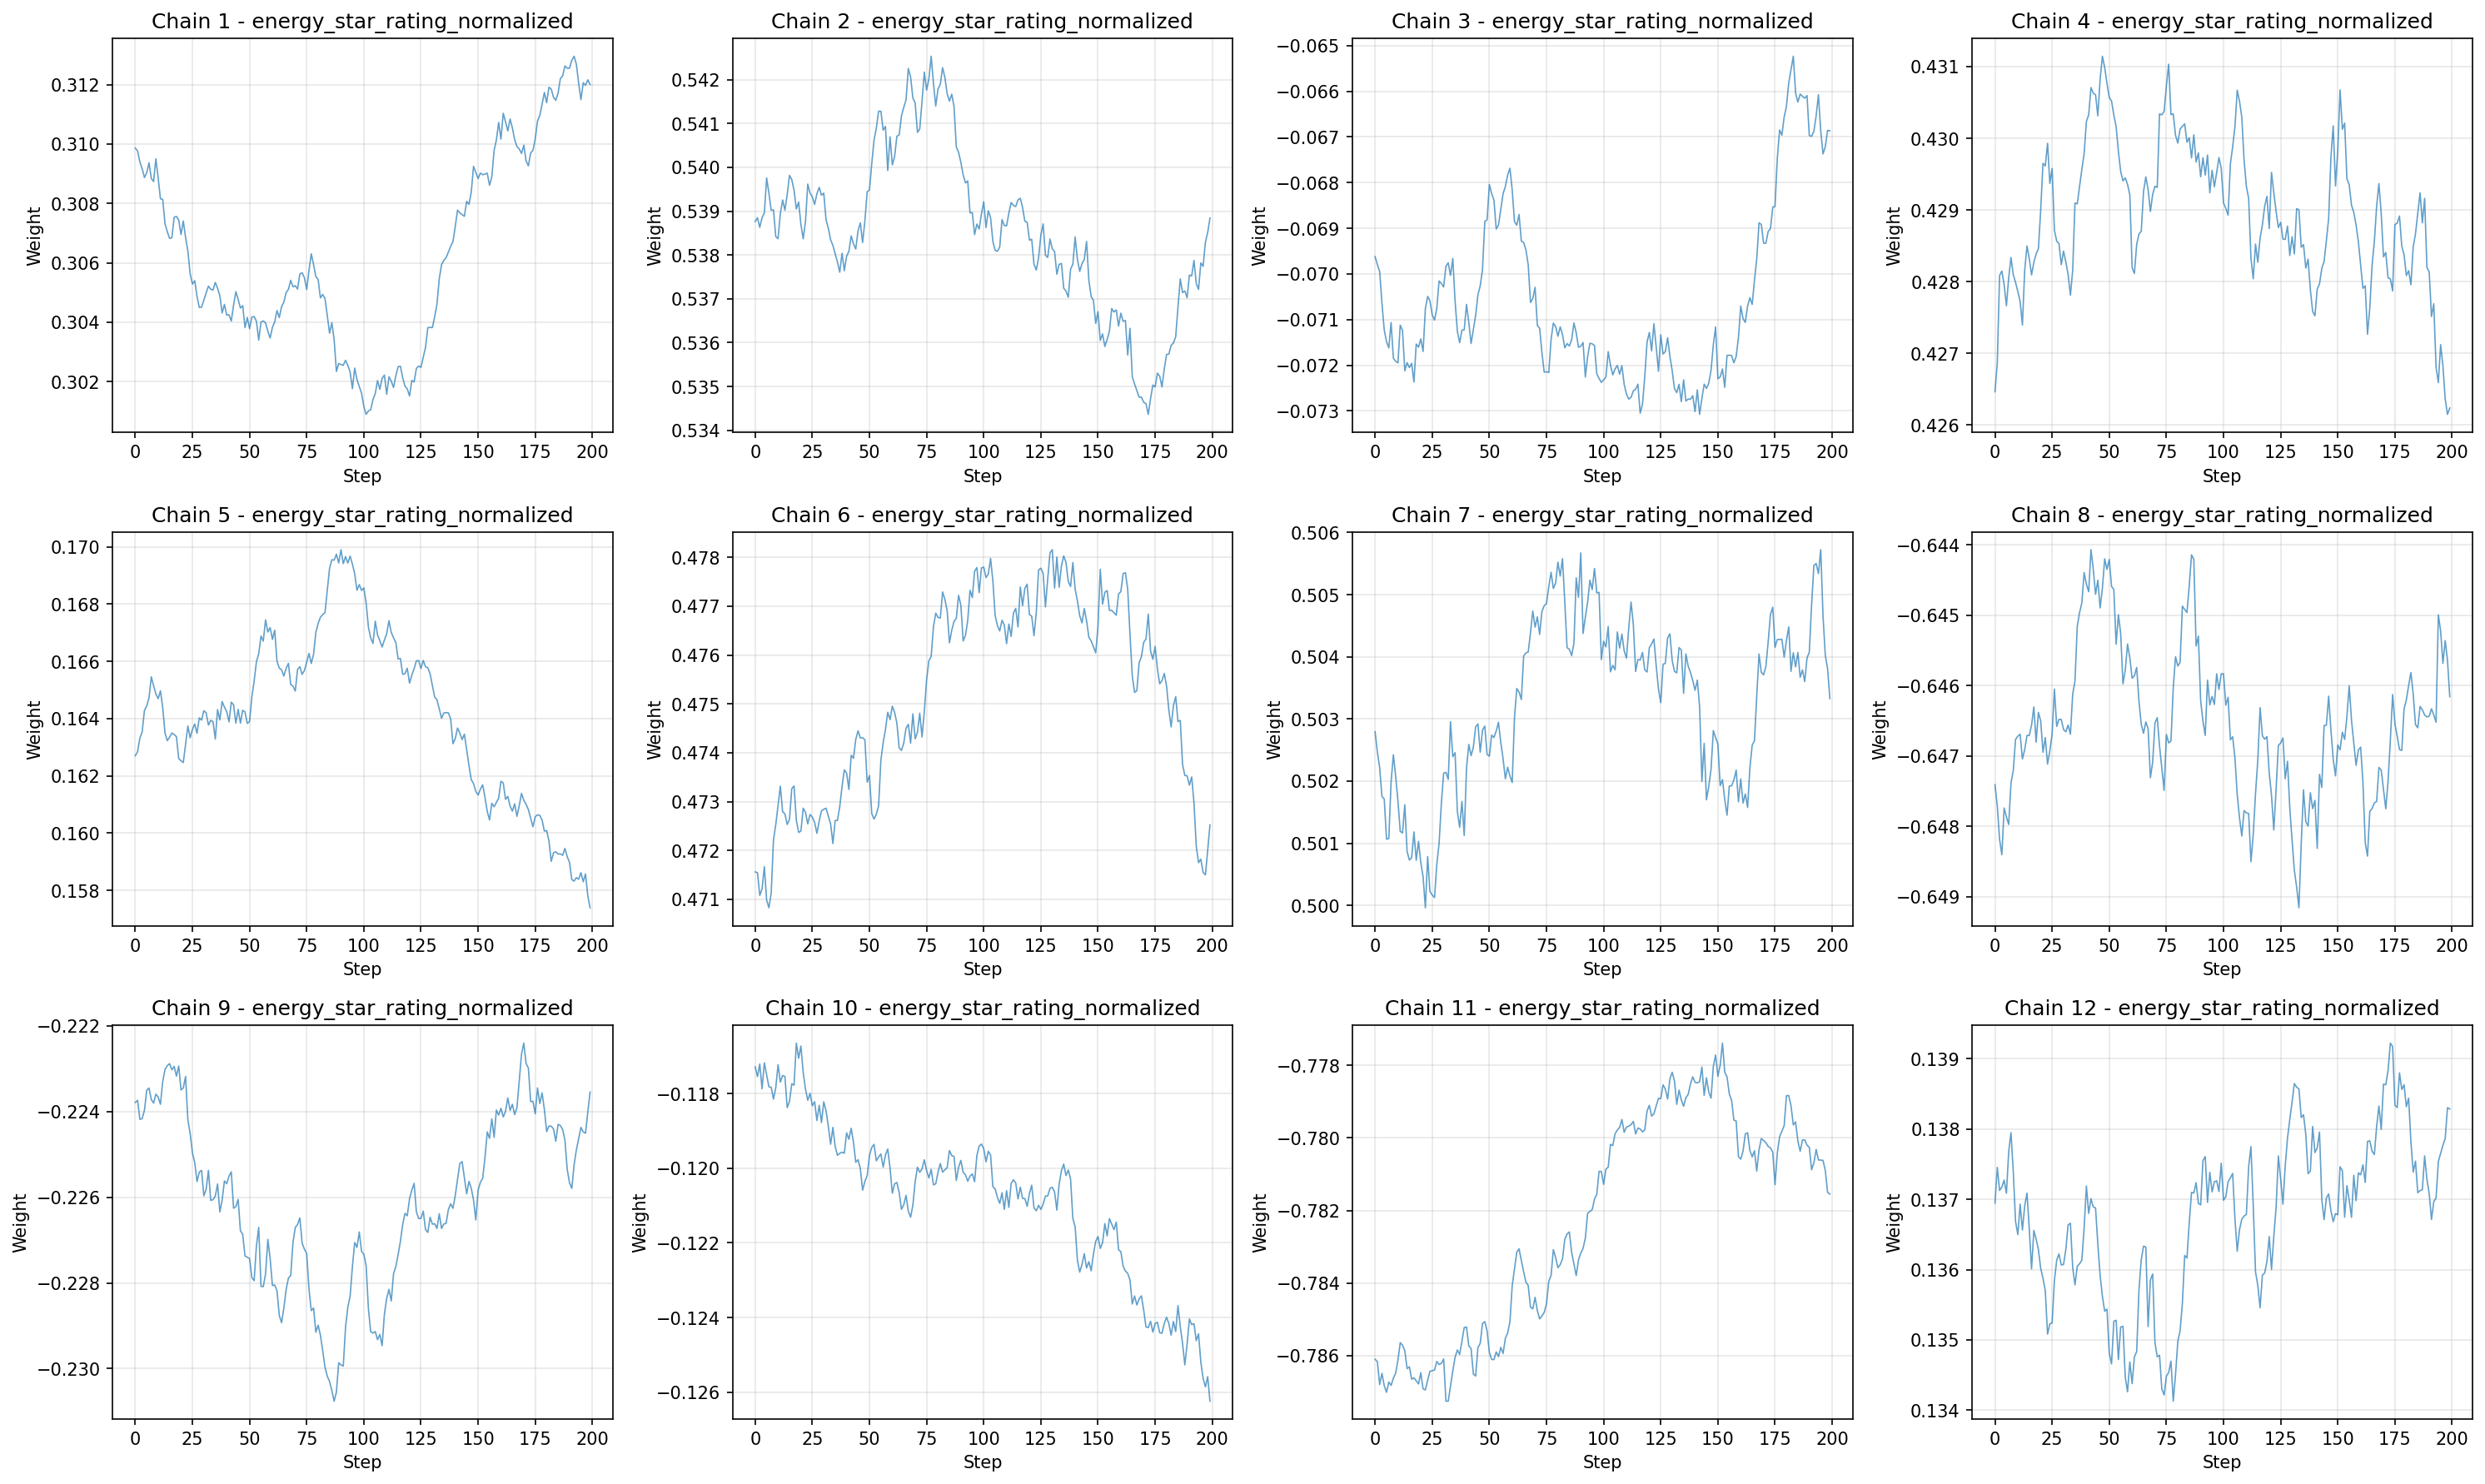 Chain 1 - energy_star_rating_normalized
Weight
0.312
0.310
0.308
0.306
0.304
0.302
0 25 50 75 100 125 150 175 200
Step
Chain 2 - energy_star_rating_normalized
Weight
0.542
0.541
0.540
0.539
0.538
0.537
0.536
0.535
0.534
0 25 50 75 100 125 150 175 200
Step
Chain 3 - energy_star_rating_normalized
Weight
−0.065
−0.066
−0.067
−0.068
−0.069
−0.070
−0.071
−0.072
−0.073
0 25 50 75 100 125 150 175 200
Step
Chain 4 - energy_star_rating_normalized
Weight
0.431
0.430
0.429
0.428
0.427
0.426
0 25 50 75 100 125 150 175 200
Step
Chain 5 - energy_star_rating_normalized
Weight
0.170
0.168
0.166
0.164
0.162
0.160
0.158
0 25 50 75 100 125 150 175 200
Step
Chain 6 - energy_star_rating_normalized
Weight
0.478
0.477
0.476
0.475
0.474
0.473
0.472
0.471
0 25 50 75 100 125 150 175 200
Step
Chain 7 - energy_star_rating_normalized
Weight
0.506
0.505
0.504
0.503
0.502
0.501
0.500
0 25 50 75 100 125 150 175 200
Step
Chain 8 - energy_star_rating_normalized
Weight
−0.644
−0.645
−0.646
−0.647
−0.648
−0.649
0 25 50 75 100 125 150 175 200
Step
Chain 9 - energy_star_rating_normalized
Weight
−0.222
−0.224
−0.226
−0.228
−0.230
0 25 50 75 100 125 150 175 200
Step
Chain 10 - energy_star_rating_normalized
Weight
−0.118
−0.120
−0.122
−0.124
−0.126
0 25 50 75 100 125 150 175 200
Step
Chain 11 - energy_star_rating_normalized
Weight
−0.778
−0.780
−0.782
−0.784
−0.786
0 25 50 75 100 125 150 175 200
Step
Chain 12 - energy_star_rating_normalized
Weight
0.139
0.138
0.137
0.136
0.135
0.134
0 25 50 75 100 125 150 175 200
Step